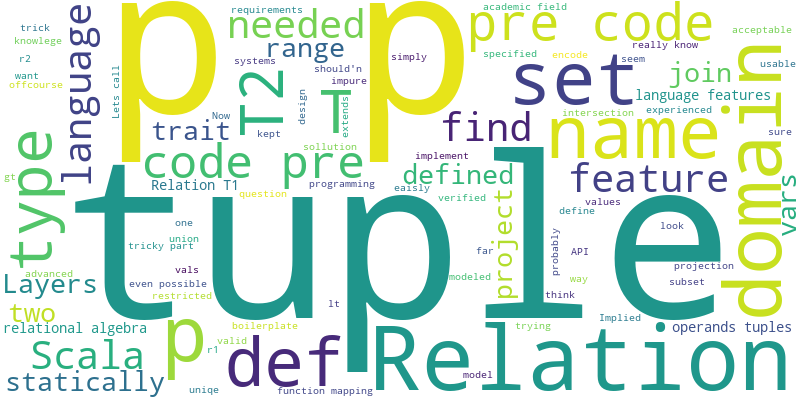 requirements
academic field
trick
knowlege
r2
want
offcourse
language
Lets call
p p
needed
range
systems
should'n
impure
kept
design
extends
T2
T
trait
simply
pre code
specified
encode
really know
seem
acceptable
usable
set
join
language features
intersection
experienced
sure
find
name
domain
type
gt
advanced
code pre
Relation T1
Now
sollution
programming
question
implement
defined
eaisly
verified
feature
values
define
vars
tuple
one
union
tricky part
vals
even possible
restricted
lt
far
modeled
project
probably
API
way
think
look
projection
subset
Layers
two
relational algebra
Scala
statically
p
valid
r1
boilerplate
uniqe
def
function mapping
model
trying
Implied
operands tuples
Relation